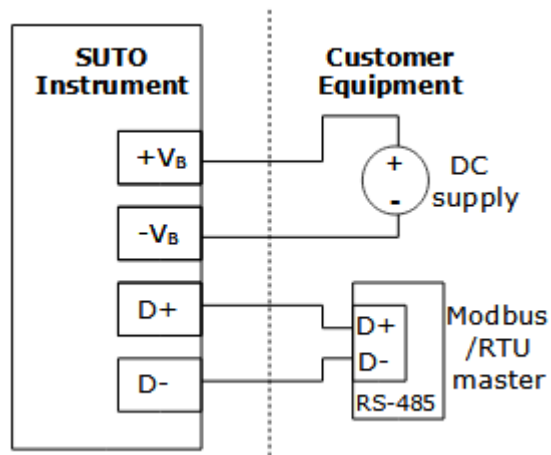 SUTO
Instrument
Customer
Equipment
+VB
-VB
D+
D-
+
-
DC
supply
D+
D-
RS-485
Modbus
/RTU
master